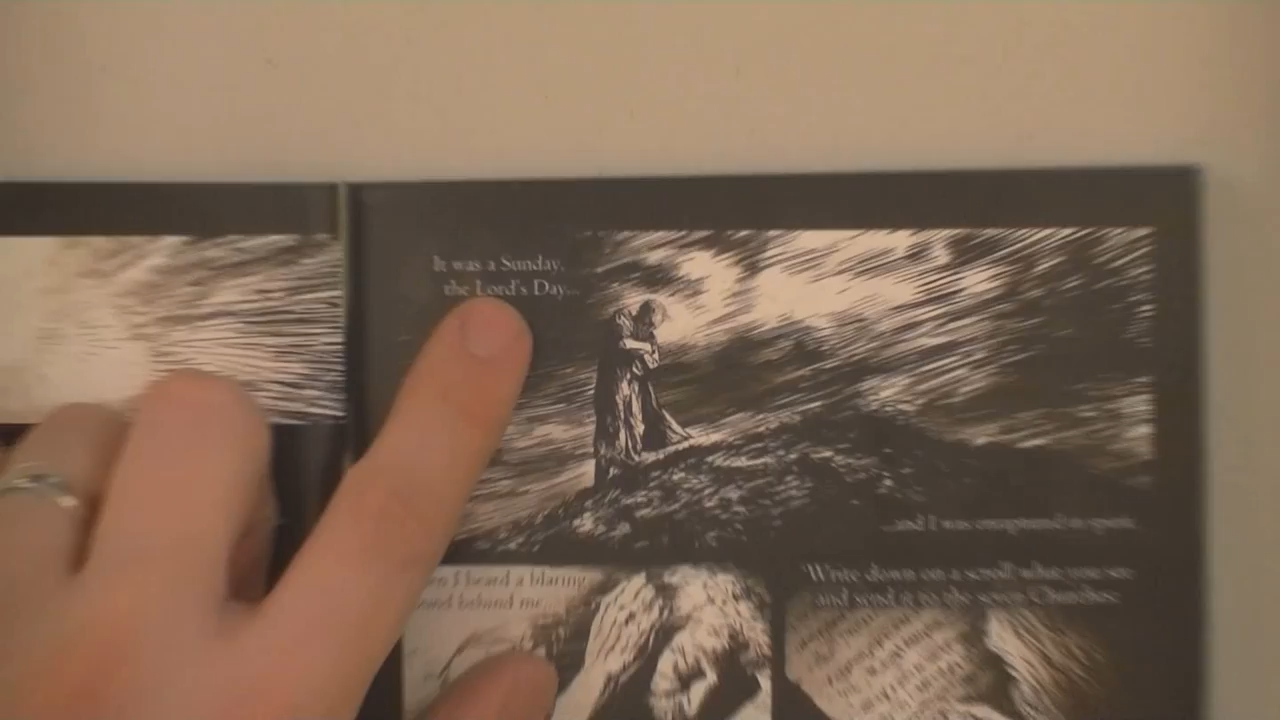 It was a Sunday,
the Lord's Day...
...and I was enraptured in spirit.
I heard a blaring
behind me...
"Write down on a scroll what you see
and send it to the seven Churches: